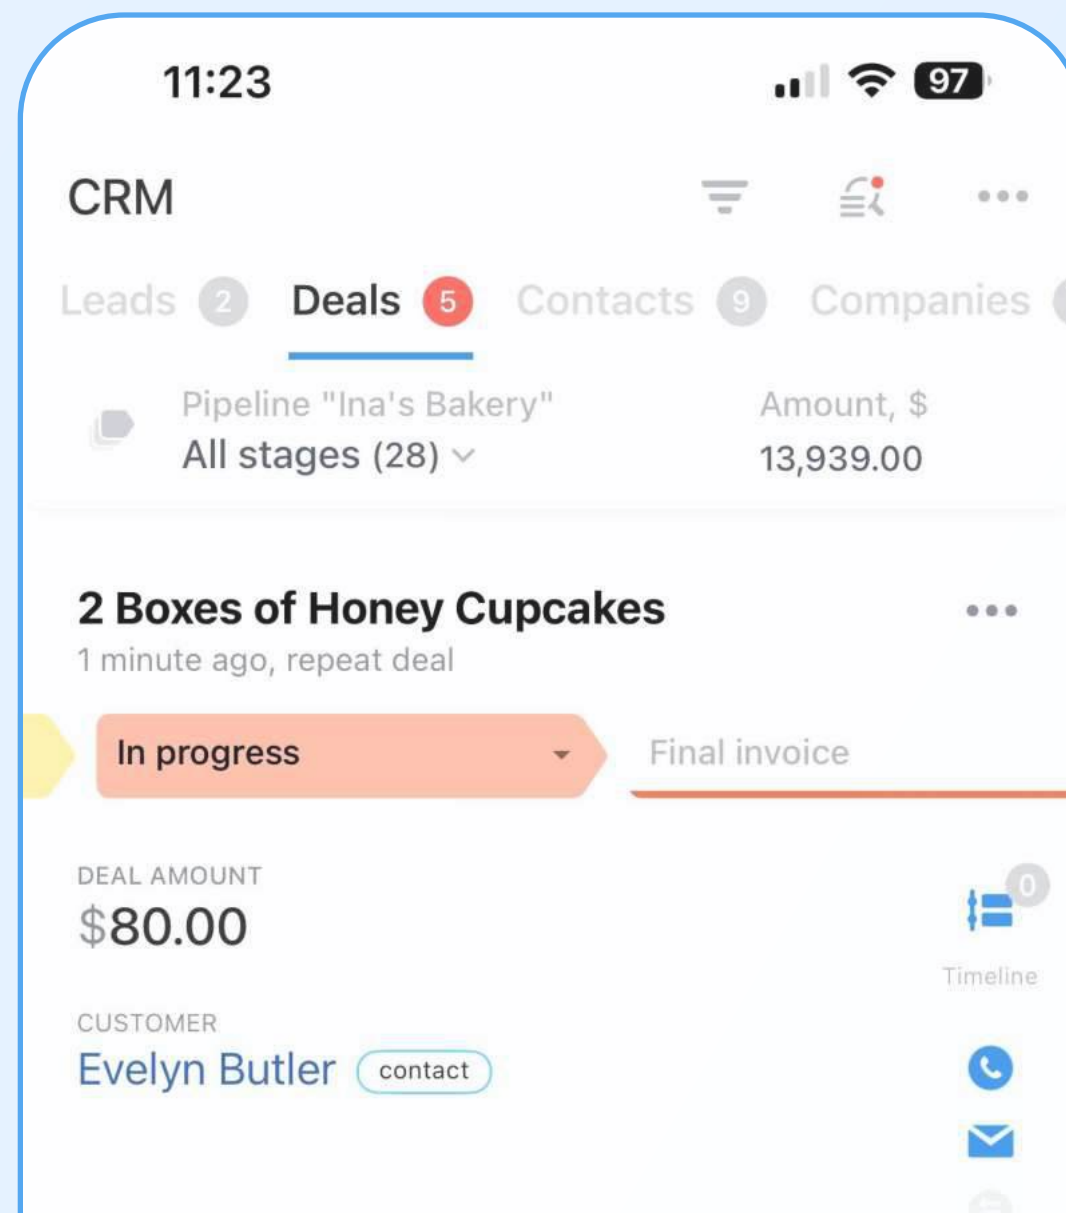 11:23 97
CRM
Leads 2 Deals 5 Contacts 9 Companies
Pipeline "Ina's Bakery" Amount, $
All stages (28) 13,939.00
2 Boxes of Honey Cupcakes
1 minute ago, repeat deal
In progress Final invoice
DEAL AMOUNT
$80.00
0
Timeline
CUSTOMER
Evelyn Butler contact